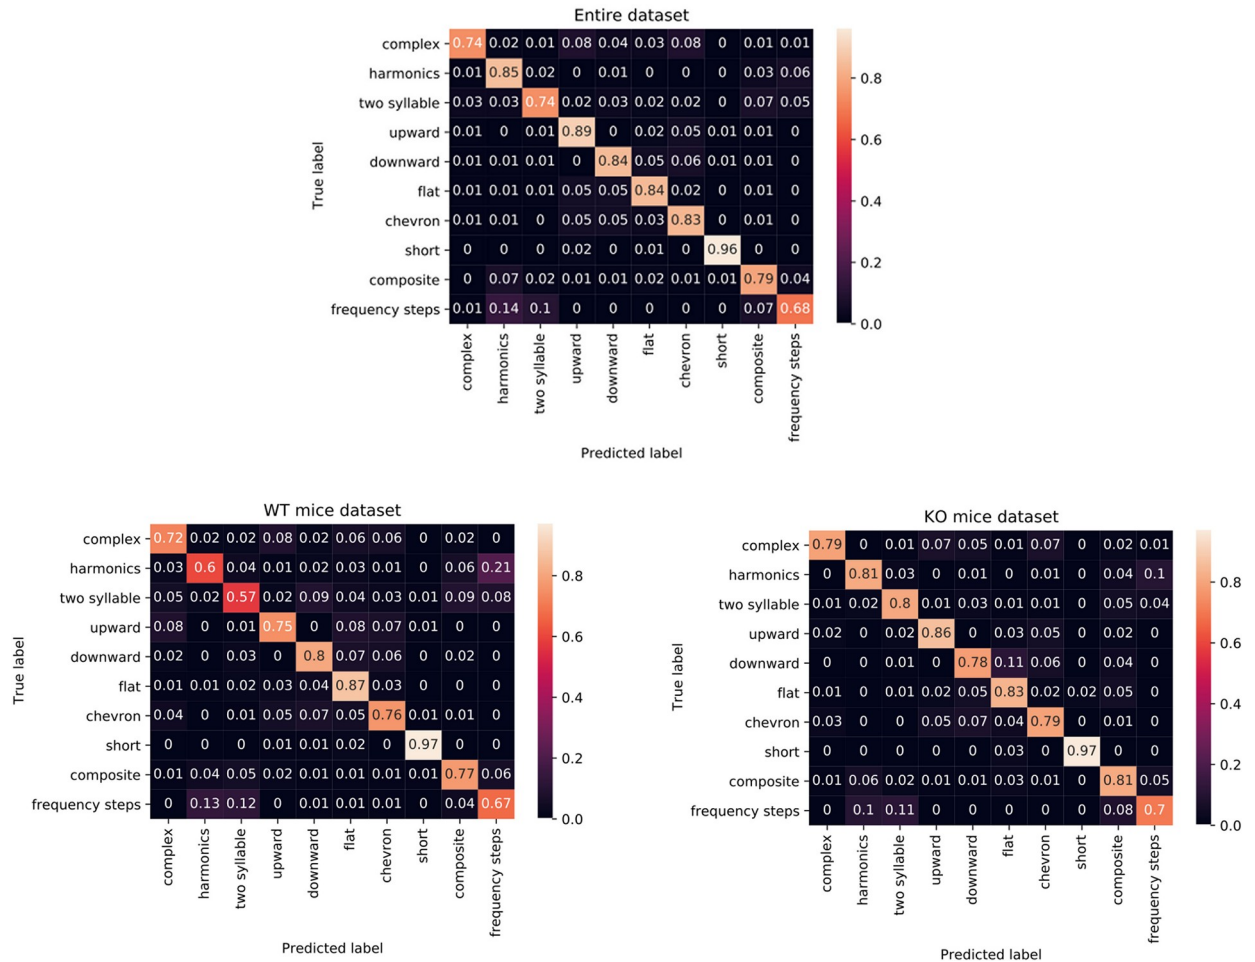 Entire dataset
True label
complex 0.74 0.02 0.01 0.08 0.04 0.03 0.08 0 0.01 0.01
harmonics 0.01 0.85 0.02 0 0.01 0 0 0 0.03 0.06
two syllable 0.03 0.03 0.74 0.02 0.03 0.02 0.02 0 0.07 0.05
upward 0.01 0 0.01 0.89 0 0.02 0.05 0.01 0.01 0
downward 0.01 0.01 0.01 0 0.84 0.05 0.06 0.01 0.01 0
flat 0.01 0.01 0.01 0.05 0.05 0.84 0.02 0 0.01 0
chevron 0.01 0.01 0 0.05 0.05 0.03 0.83 0 0.01 0
short 0 0 0 0.02 0 0.01 0 0.96 0 0
composite 0 0.07 0.02 0.01 0.01 0.02 0.01 0.01 0.79 0.04
frequency steps 0.01 0.14 0.1 0 0 0 0 0 0.07 0.68
complex harmonics two syllable upward downward flat chevron short composite frequency steps
Predicted label
0.8
0.6
0.4
0.2
0.0
WT mice dataset
True label
complex 0.72 0.02 0.02 0.08 0.02 0.06 0.06 0 0.02 0
harmonics 0.03 0.6 0.04 0.01 0.02 0.03 0.01 0 0.06 0.21
two syllable 0.05 0.02 0.57 0.02 0.09 0.04 0.03 0.01 0.09 0.08
upward 0.08 0 0.01 0.75 0 0.08 0.07 0.01 0 0
downward 0.02 0 0.03 0 0.8 0.07 0.06 0 0.02 0
flat 0.01 0.01 0.02 0.03 0.04 0.87 0.03 0 0 0
chevron 0.04 0 0.01 0.05 0.07 0.05 0.76 0.01 0.01 0
short 0 0 0 0.01 0.01 0.02 0 0.97 0 0
composite 0.01 0.04 0.05 0.02 0.01 0.01 0.01 0.01 0.77 0.06
frequency steps 0 0.13 0.12 0 0.01 0.01 0.01 0 0.04 0.67
complex harmonics two syllable upward downward flat chevron short composite frequency steps
Predicted label
0.8
0.6
0.4
0.2
0.0
KO mice dataset
True label
complex 0.79 0 0.01 0.07 0.05 0.01 0.07 0 0.02 0.01
harmonics 0 0.81 0.03 0 0.01 0 0.01 0 0.04 0.1
two syllable 0.01 0.02 0.8 0.01 0.03 0.01 0.01 0 0.05 0.04
upward 0.02 0 0.02 0.86 0 0.03 0.05 0 0.02 0
downward 0 0 0.01 0 0.78 0.11 0.06 0 0.04 0
flat 0.01 0 0.01 0.02 0.05 0.83 0.02 0.02 0.05 0
chevron 0.03 0 0 0.05 0.07 0.04 0.79 0 0.01 0
short 0 0 0 0 0 0.03 0 0.97 0 0
composite 0.01 0.06 0.02 0.01 0.01 0.03 0.01 0 0.81 0.05
frequency steps 0 0.1 0.11 0 0 0 0 0 0.08 0.7
complex harmonics two syllable upward downward flat chevron short composite frequency steps
Predicted label
0.8
0.6
0.4
0.2
0.0